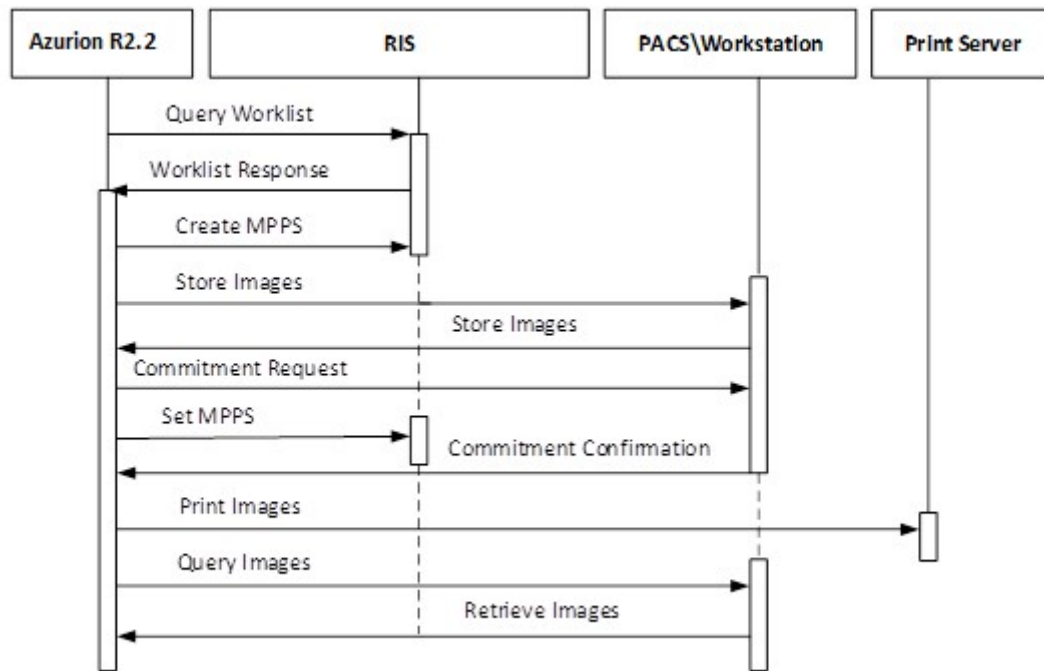 Azurion R2.2
RIS
PACS\Workstation
Print Server
Query Worklist
Worklist Response
Create MPPS
Store Images
Store Images
Commitment Request
Set MPPS
Commitment Confirmation
Print Images
Query Images
Retrieve Images